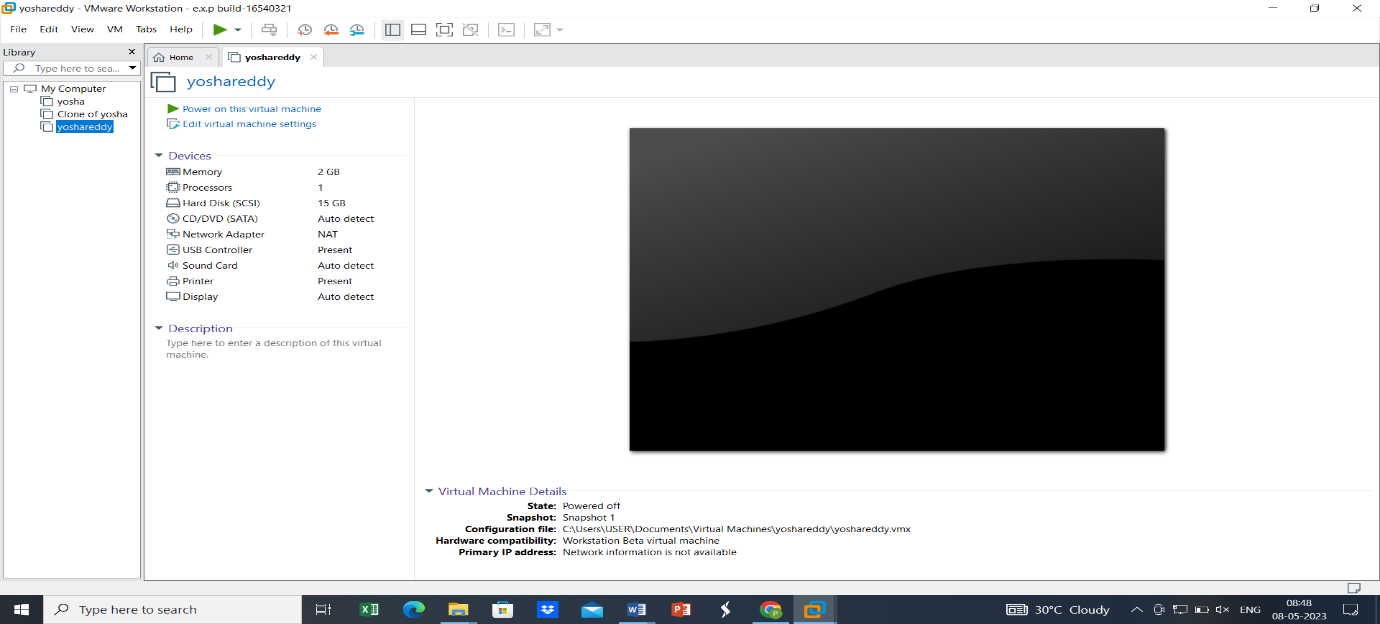 yoshareddy - VMware Workstation - e.x.p build-16540321
File Edit View VM Tabs Help
Library
Type here to sea...
My Computer
yosha
Clone of yosha
yoshareddy
Home
yoshareddy
yoshareddy
Power on this virtual machine
Edit virtual machine settings
Devices
Memory 2 GB
Processors 1
Hard Disk (SCSI) 15 GB
CD/DVD (SATA) Auto detect
Network Adapter NAT
USB Controller Present
Sound Card Auto detect
Printer Present
Display Auto detect
Description
Type here to enter a description of this virtual
machine.
Virtual Machine Details
State: Powered off
Snapshot: Snapshot 1
Configuration file: C:\Users\USER\Documents\Virtual Machines\yoshareddy\yoshareddy.vmx
Hardware compatibility: Workstation Beta virtual machine
Primary IP address: Network information is not available
Type here to search
30°C Cloudy
ENG
08:48
08-05-2023